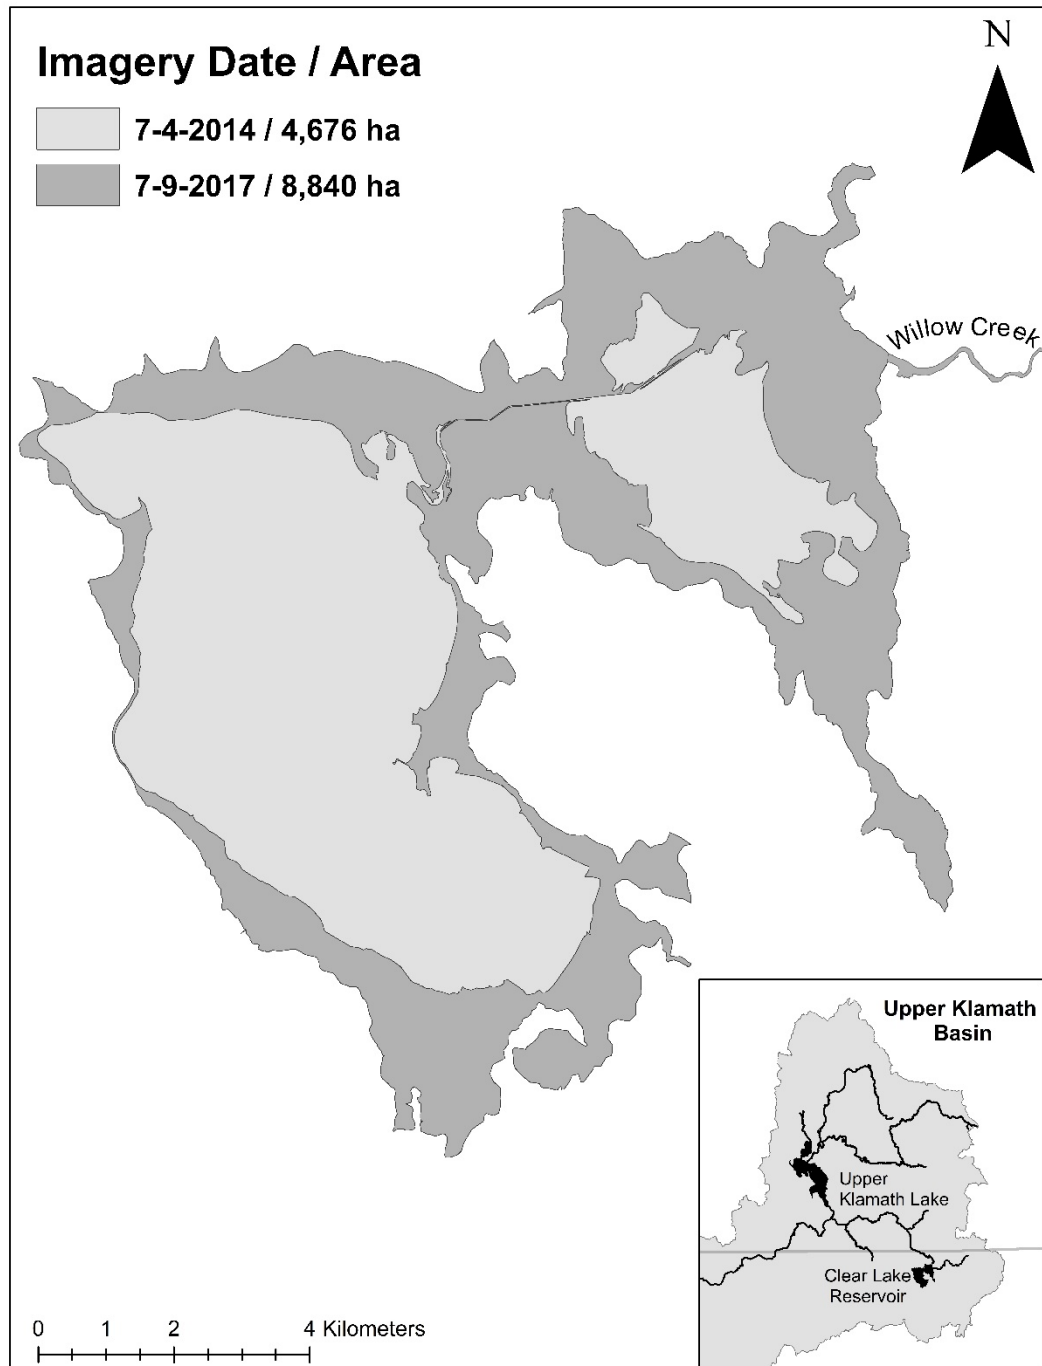 Imagery Date / Area
7-4-2014 / 4,676 ha
7-9-2017 / 8,840 ha
N
Willow Creek
Upper Klamath
Basin
Upper
Klamath Lake
Clear Lake
Reservoir
0 1 2 4 Kilometers